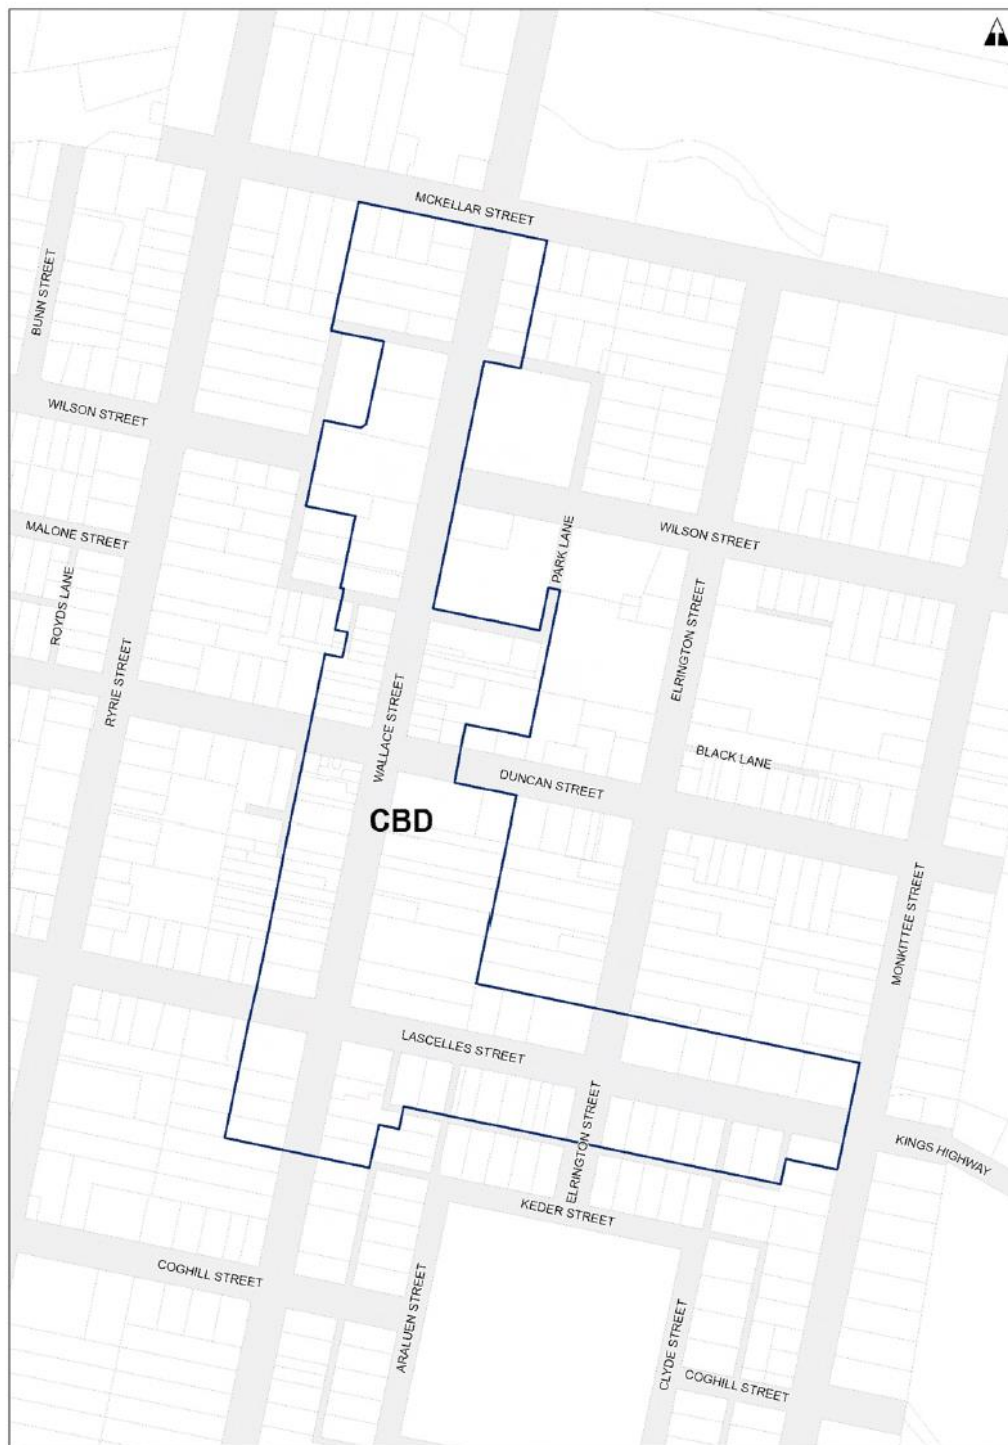 MCKELLAR STREET
BUNN STREET
WILSON STREET
MALONE STREET
ROYDS LANE
PARK LANE
WILSON STREET
RYRIE STREET
ELRINGTON STREET
WALLACE STREET
BLACK LANE
DUNCAN STREET
CBD
MONKITTEE STREET
LASCELLES STREET
ELRINGTON STREET
KINGS HIGHWAY
KEDER STREET
COGHILL STREET
ARALUEN STREET
CLYDE STREET
COGHILL STREET